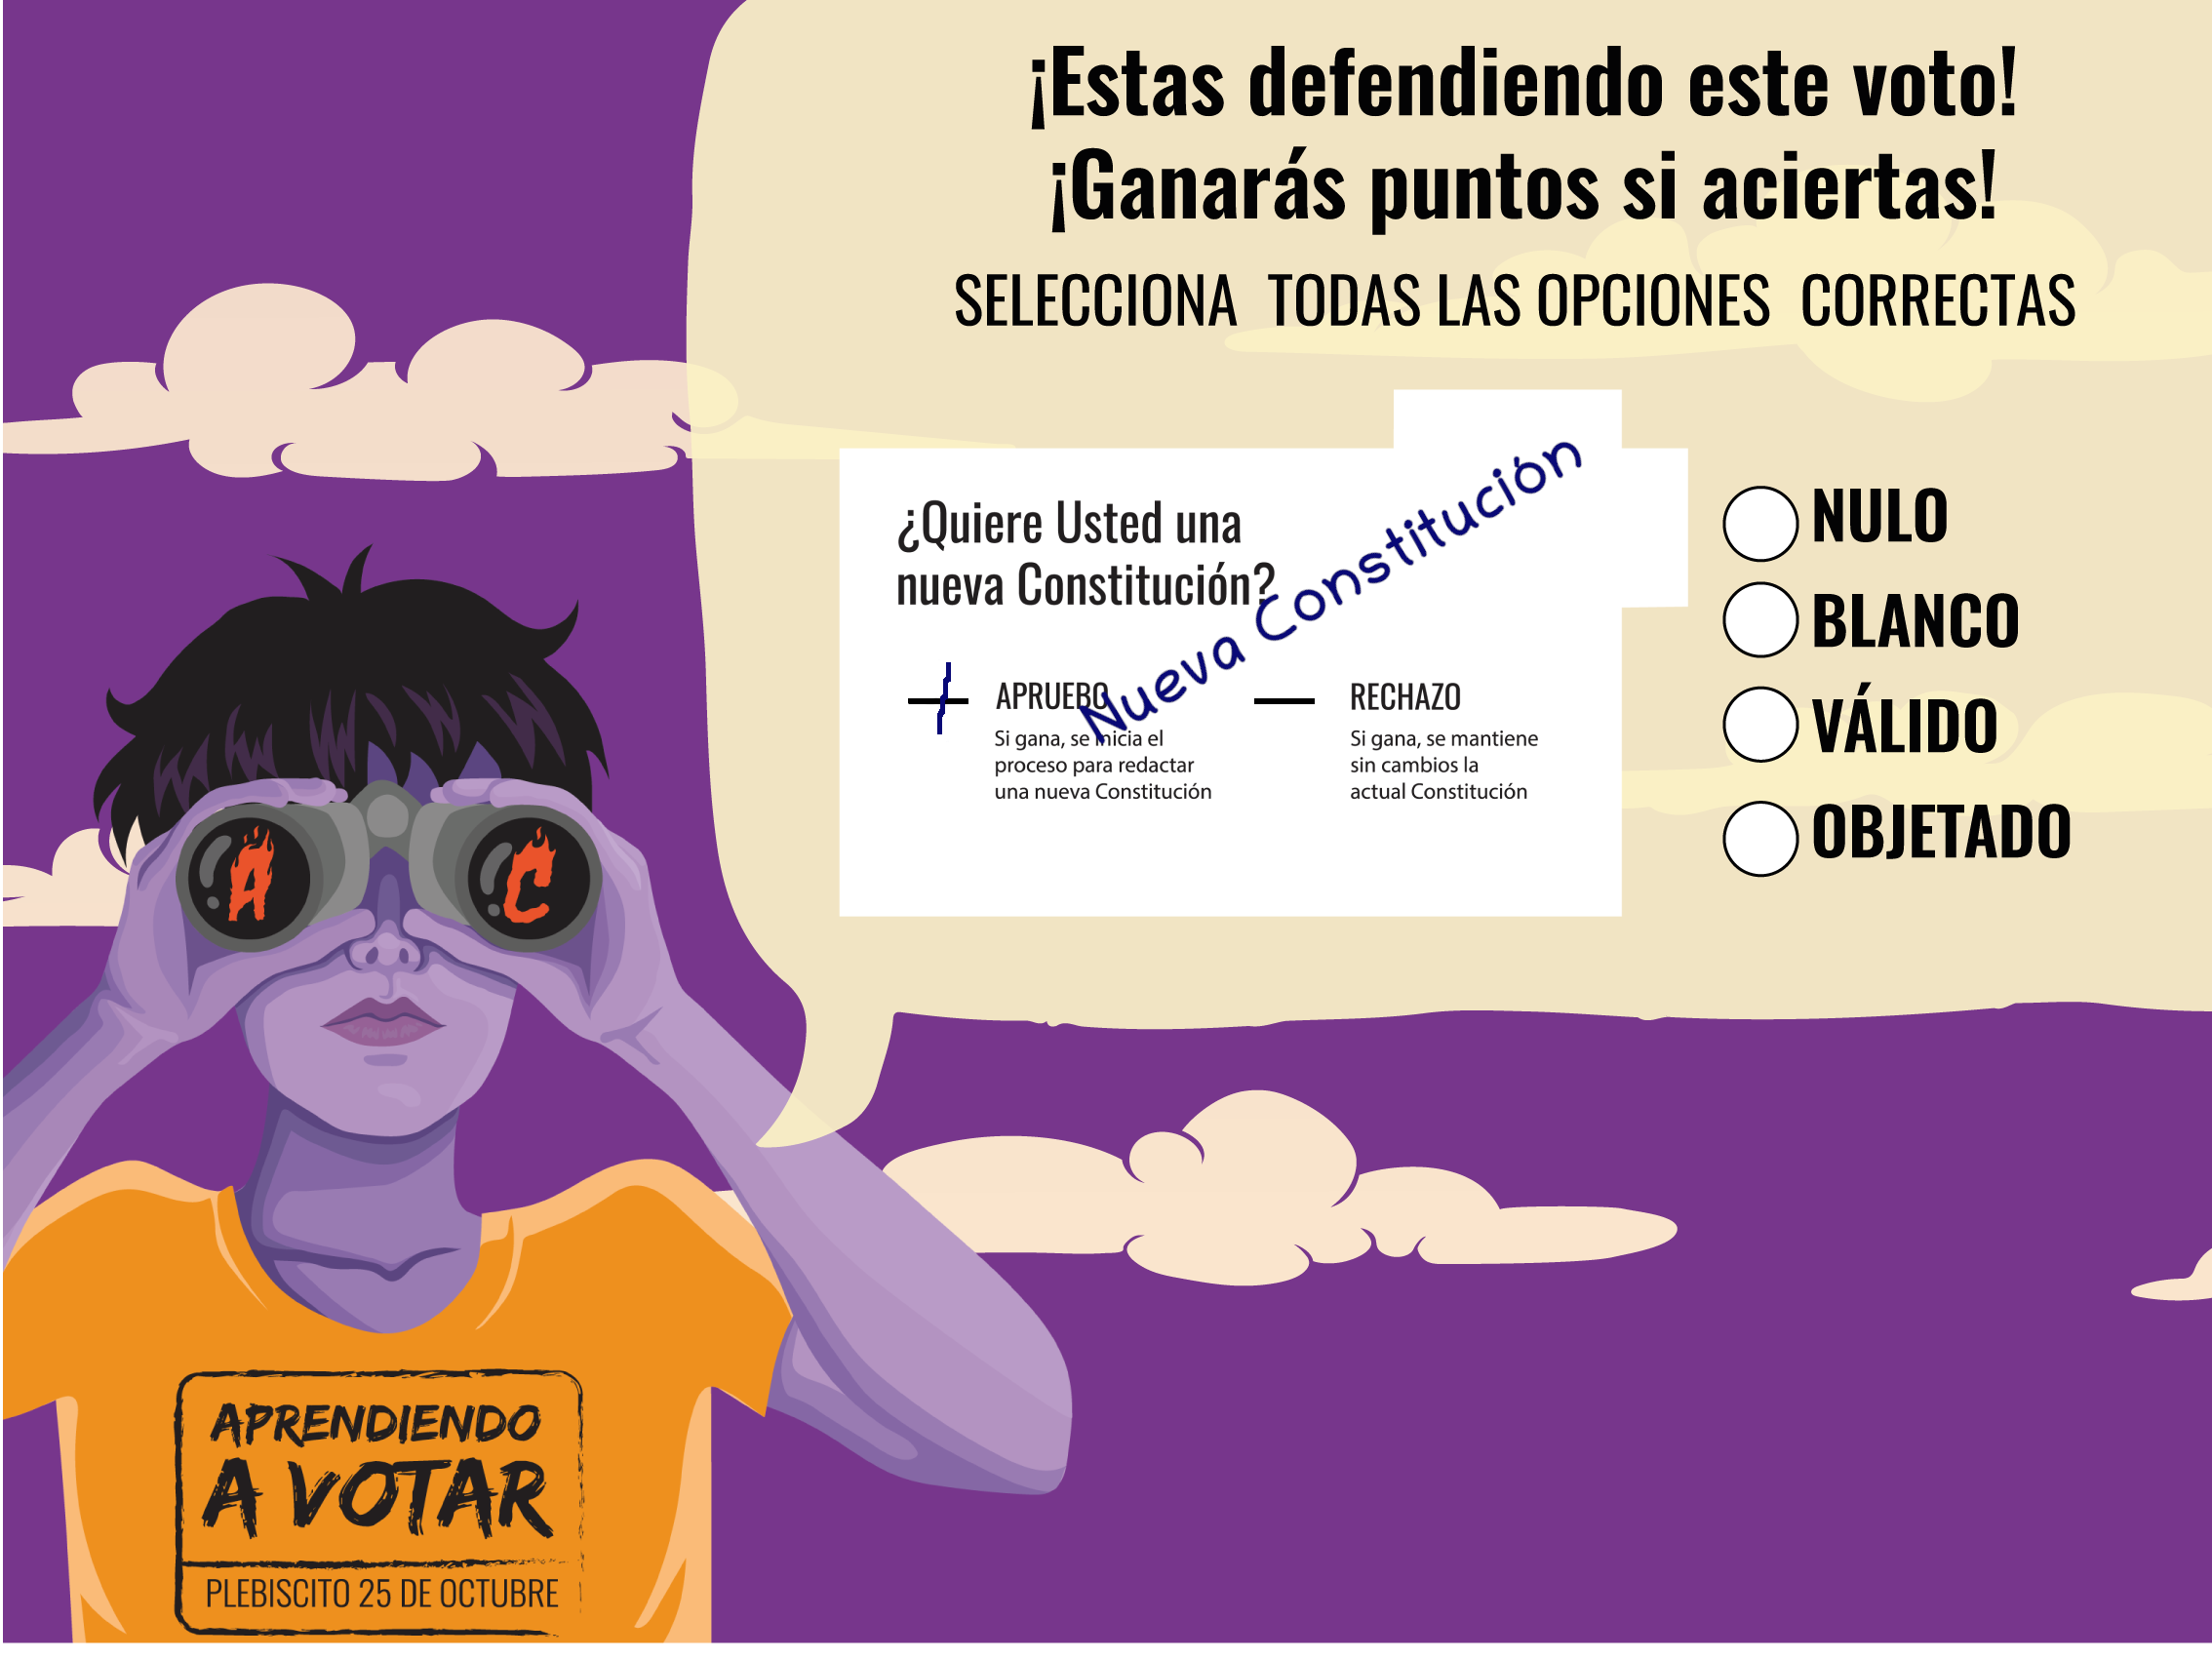 ¡Estas defendiendo este voto!
¡Ganarás puntos si aciertas!
SELECCIONA TODAS LAS OPCIONES CORRECTAS
¿Quiere Usted una
nueva Constitución?
Nueva Constitución
APRUEBO
Si gana, se inicia el
proceso para redactar
una nueva Constitución
RECHAZO
Si gana, se mantiene
sin cambios la
actual Constitución
NULO
BLANCO
VÁLIDO
OBJETADO
A C
APRENDIENDO
A VOTAR
PLEBISCITO 25 DE OCTUBRE